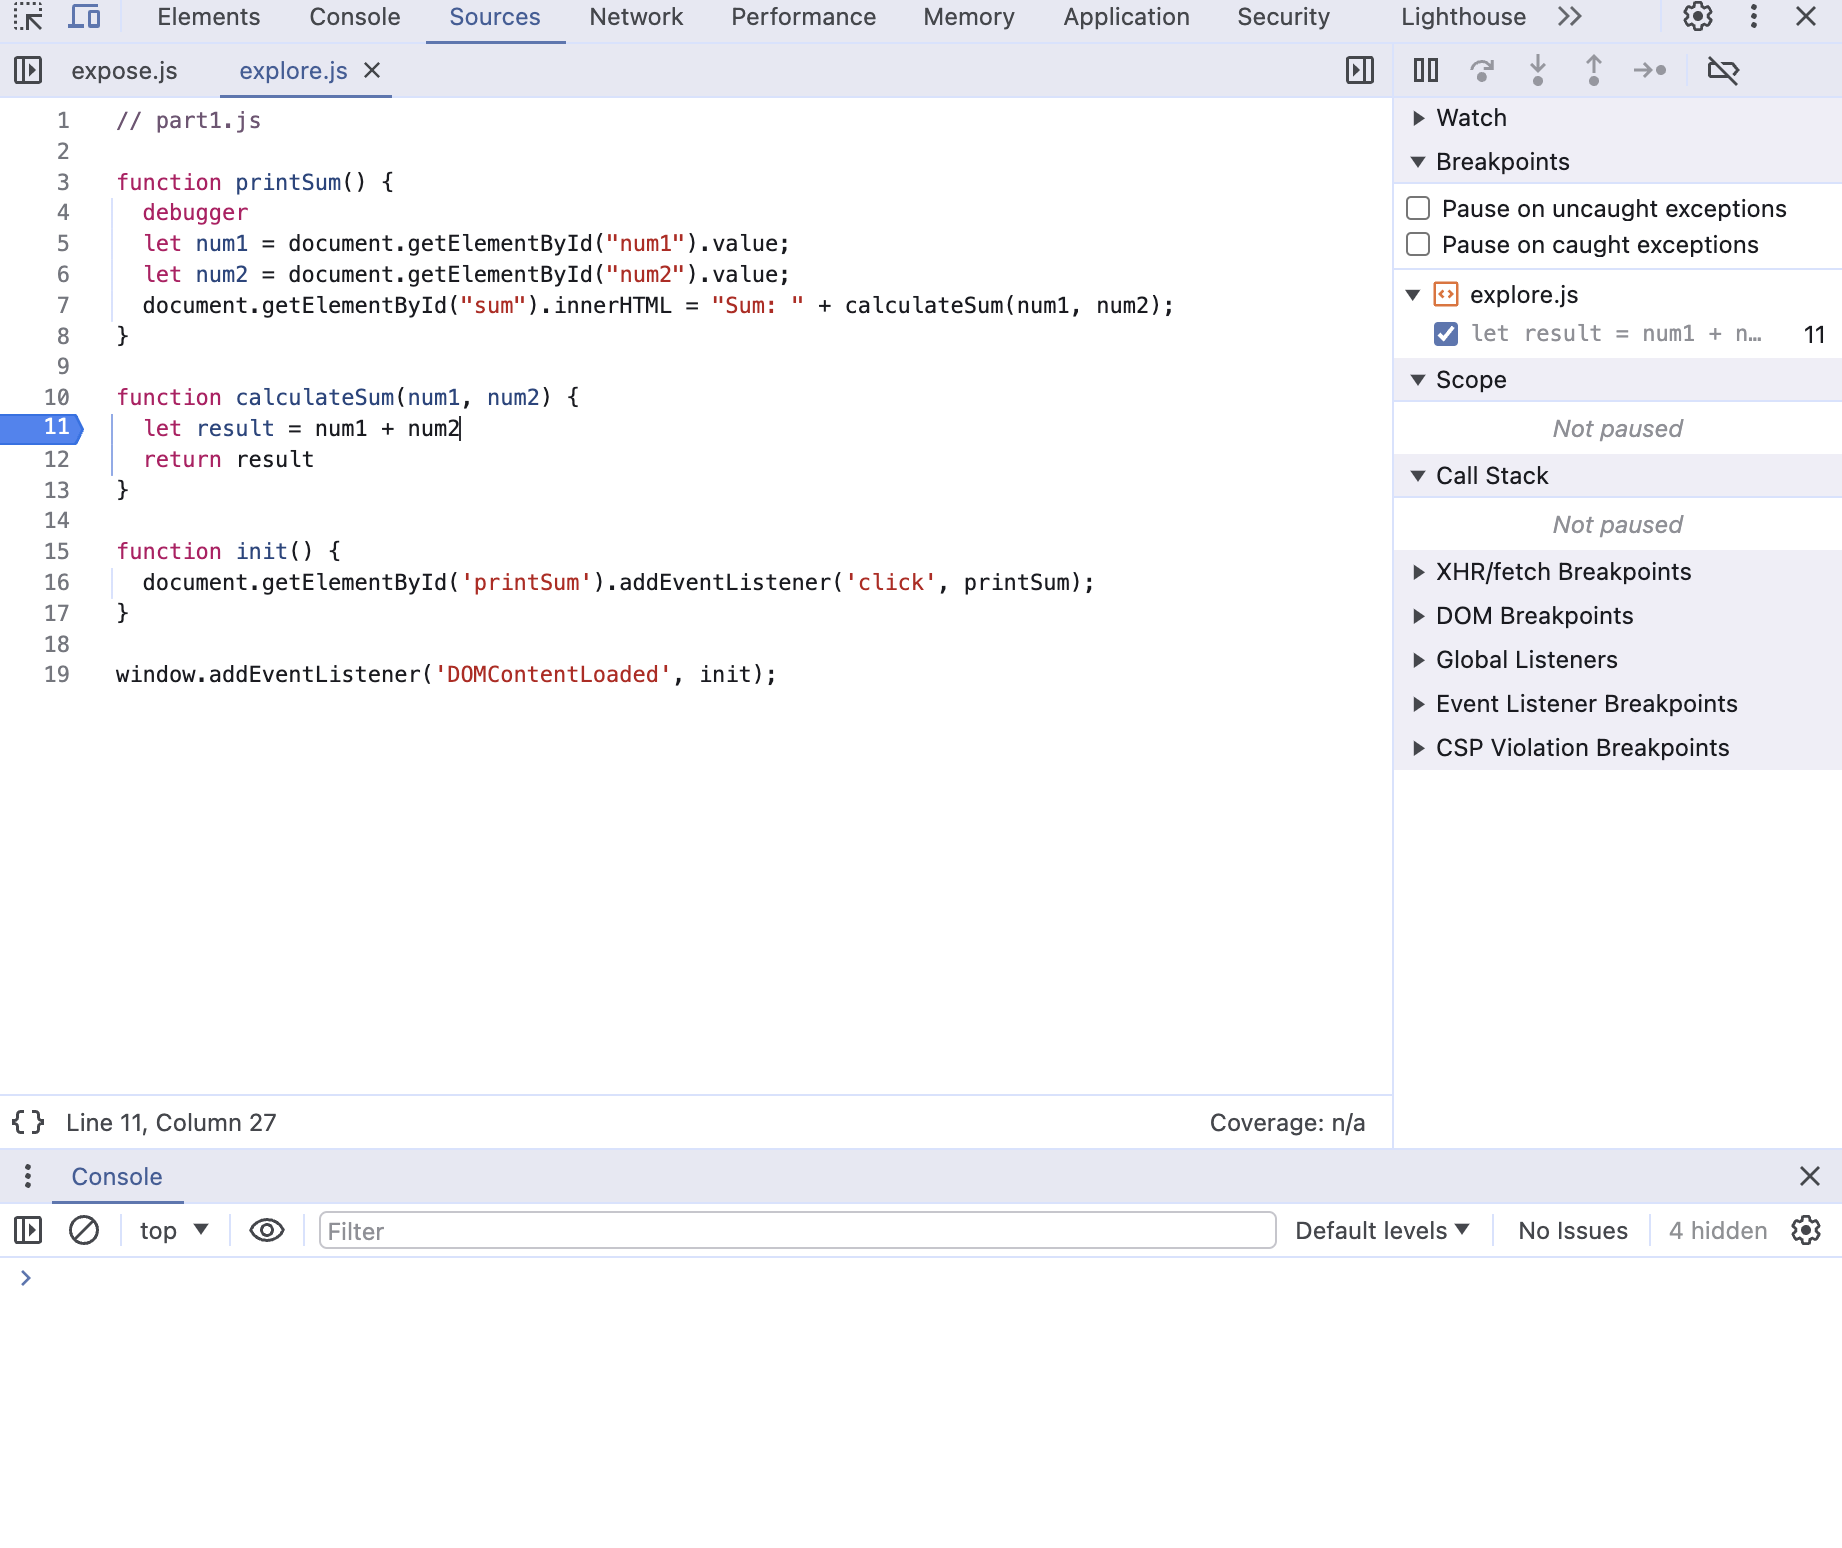 Elements Console Sources Network Performance Memory Application Security Lighthouse
expose.js explore.js
1 // part1.js
2
3 function printSum() {
4 debugger
5 let num1 = document.getElementById("num1").value;
6 let num2 = document.getElementById("num2").value;
7 document.getElementById("sum").innerHTML = "Sum: " + calculateSum(num1, num2);
8 }
9
10 function calculateSum(num1, num2) {
11 let result = num1 + num2
12 return result
13 }
14
15 function init() {
16 document.getElementById('printSum').addEventListener('click', printSum);
17 }
18
19 window.addEventListener('DOMContentLoaded', init);
Watch
Breakpoints
Pause on uncaught exceptions
Pause on caught exceptions
explore.js
let result = num1 + n… 11
Scope
Not paused
Call Stack
Not paused
XHR/fetch Breakpoints
DOM Breakpoints
Global Listeners
Event Listener Breakpoints
CSP Violation Breakpoints
{ } Line 11, Column 27 Coverage: n/a
Console
top Filter Default levels No Issues 4 hidden